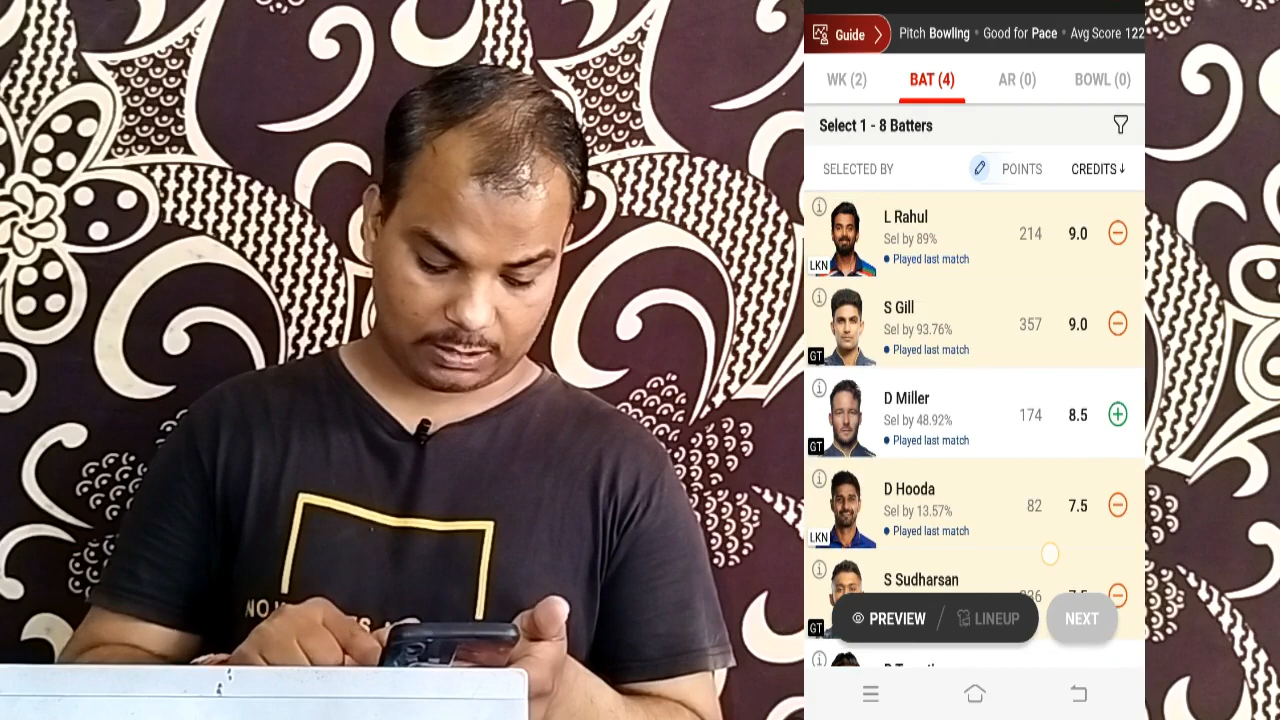 Guide
Pitch Bowling • Good for Pace • Avg Score 122
WK (2) BAT (4) AR (0) BOWL (0)
Select 1 - 8 Batters
SELECTED BY POINTS CREDITS↓
L Rahul
Sel by 89%
Played last match
LKN
214 9.0
S Gill
Sel by 93.76%
Played last match
GT
357 9.0
D Miller
Sel by 48.92%
Played last match
GT
174 8.5
D Hooda
Sel by 13.57%
Played last match
LKN
82 7.5
S Sudharsan
GT
PREVIEW / LINEUP
NEXT